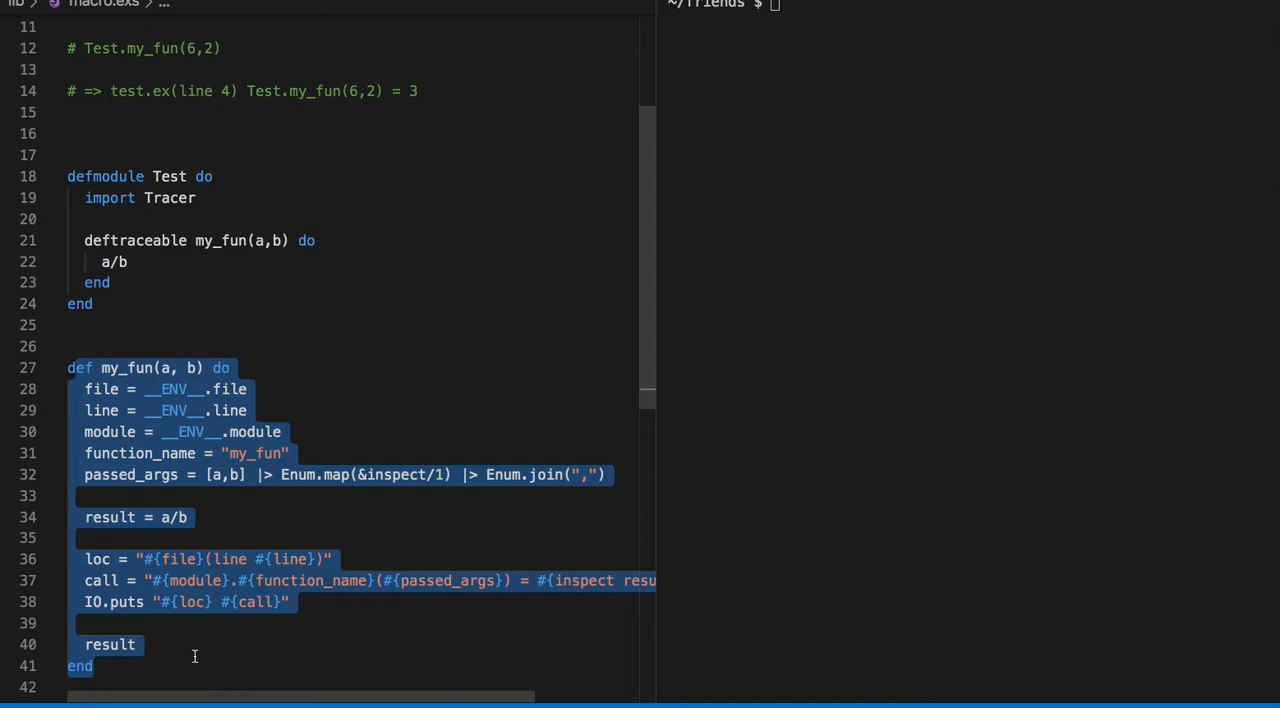 lib > macro.exs > ...
~/friends $
11
12 # Test.my_fun(6,2)
13
14 # => test.ex(line 4) Test.my_fun(6,2) = 3
15
16
17
18 defmodule Test do
19 import Tracer
20
21 deftraceable my_fun(a,b) do
22 a/b
23 end
24 end
25
26
27 def my_fun(a, b) do
28 file = __ENV__.file
29 line = __ENV__.line
30 module = __ENV__.module
31 function_name = "my_fun"
32 passed_args = [a,b] |> Enum.map(&inspect/1) |> Enum.join(",")
33
34 result = a/b
35
36 loc = "#{file}(line #{line})"
37 call = "#{module}.#{function_name}(#{passed_args}) = #{inspect resu
38 IO.puts "#{loc} #{call}"
39
40 result
41 end
42